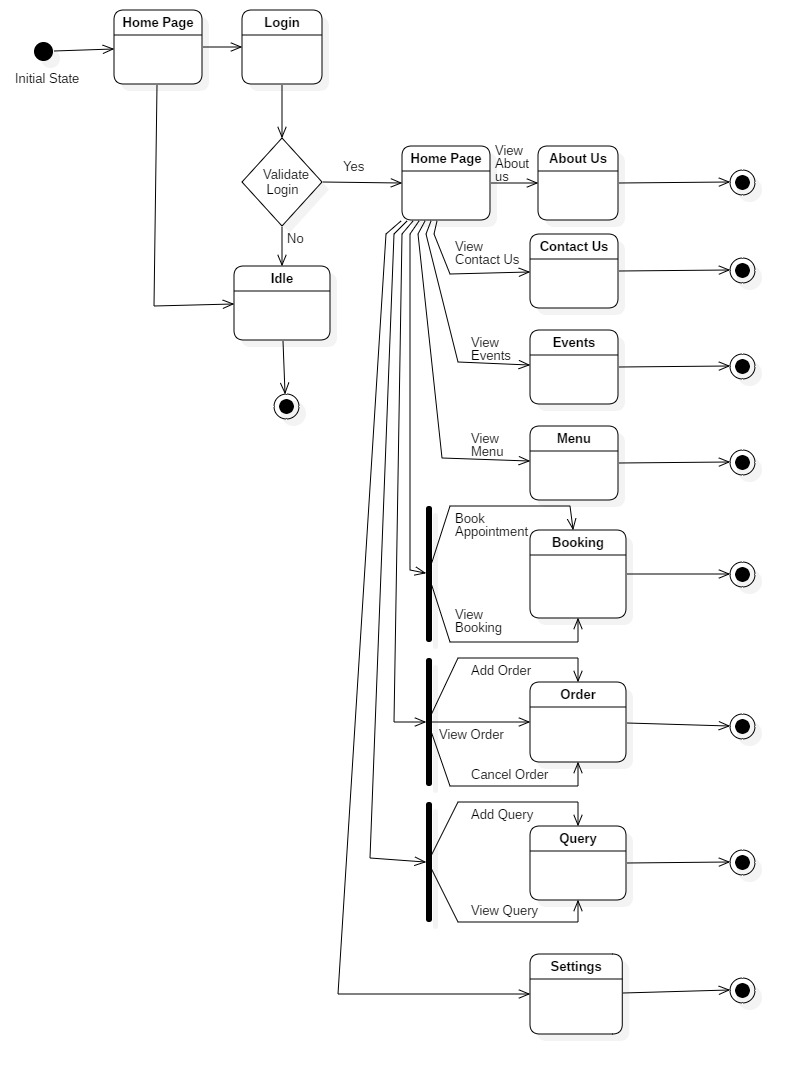 Home Page
Login
Initial State
Validate
Login
Yes
No
Idle
Home Page
View
About
us
About Us
View
Contact Us
Contact Us
View
Events
Events
View
Menu
Menu
Book
Appointment
Booking
View
Booking
Add Order
Order
View Order
Cancel Order
Add Query
Query
View Query
Settings